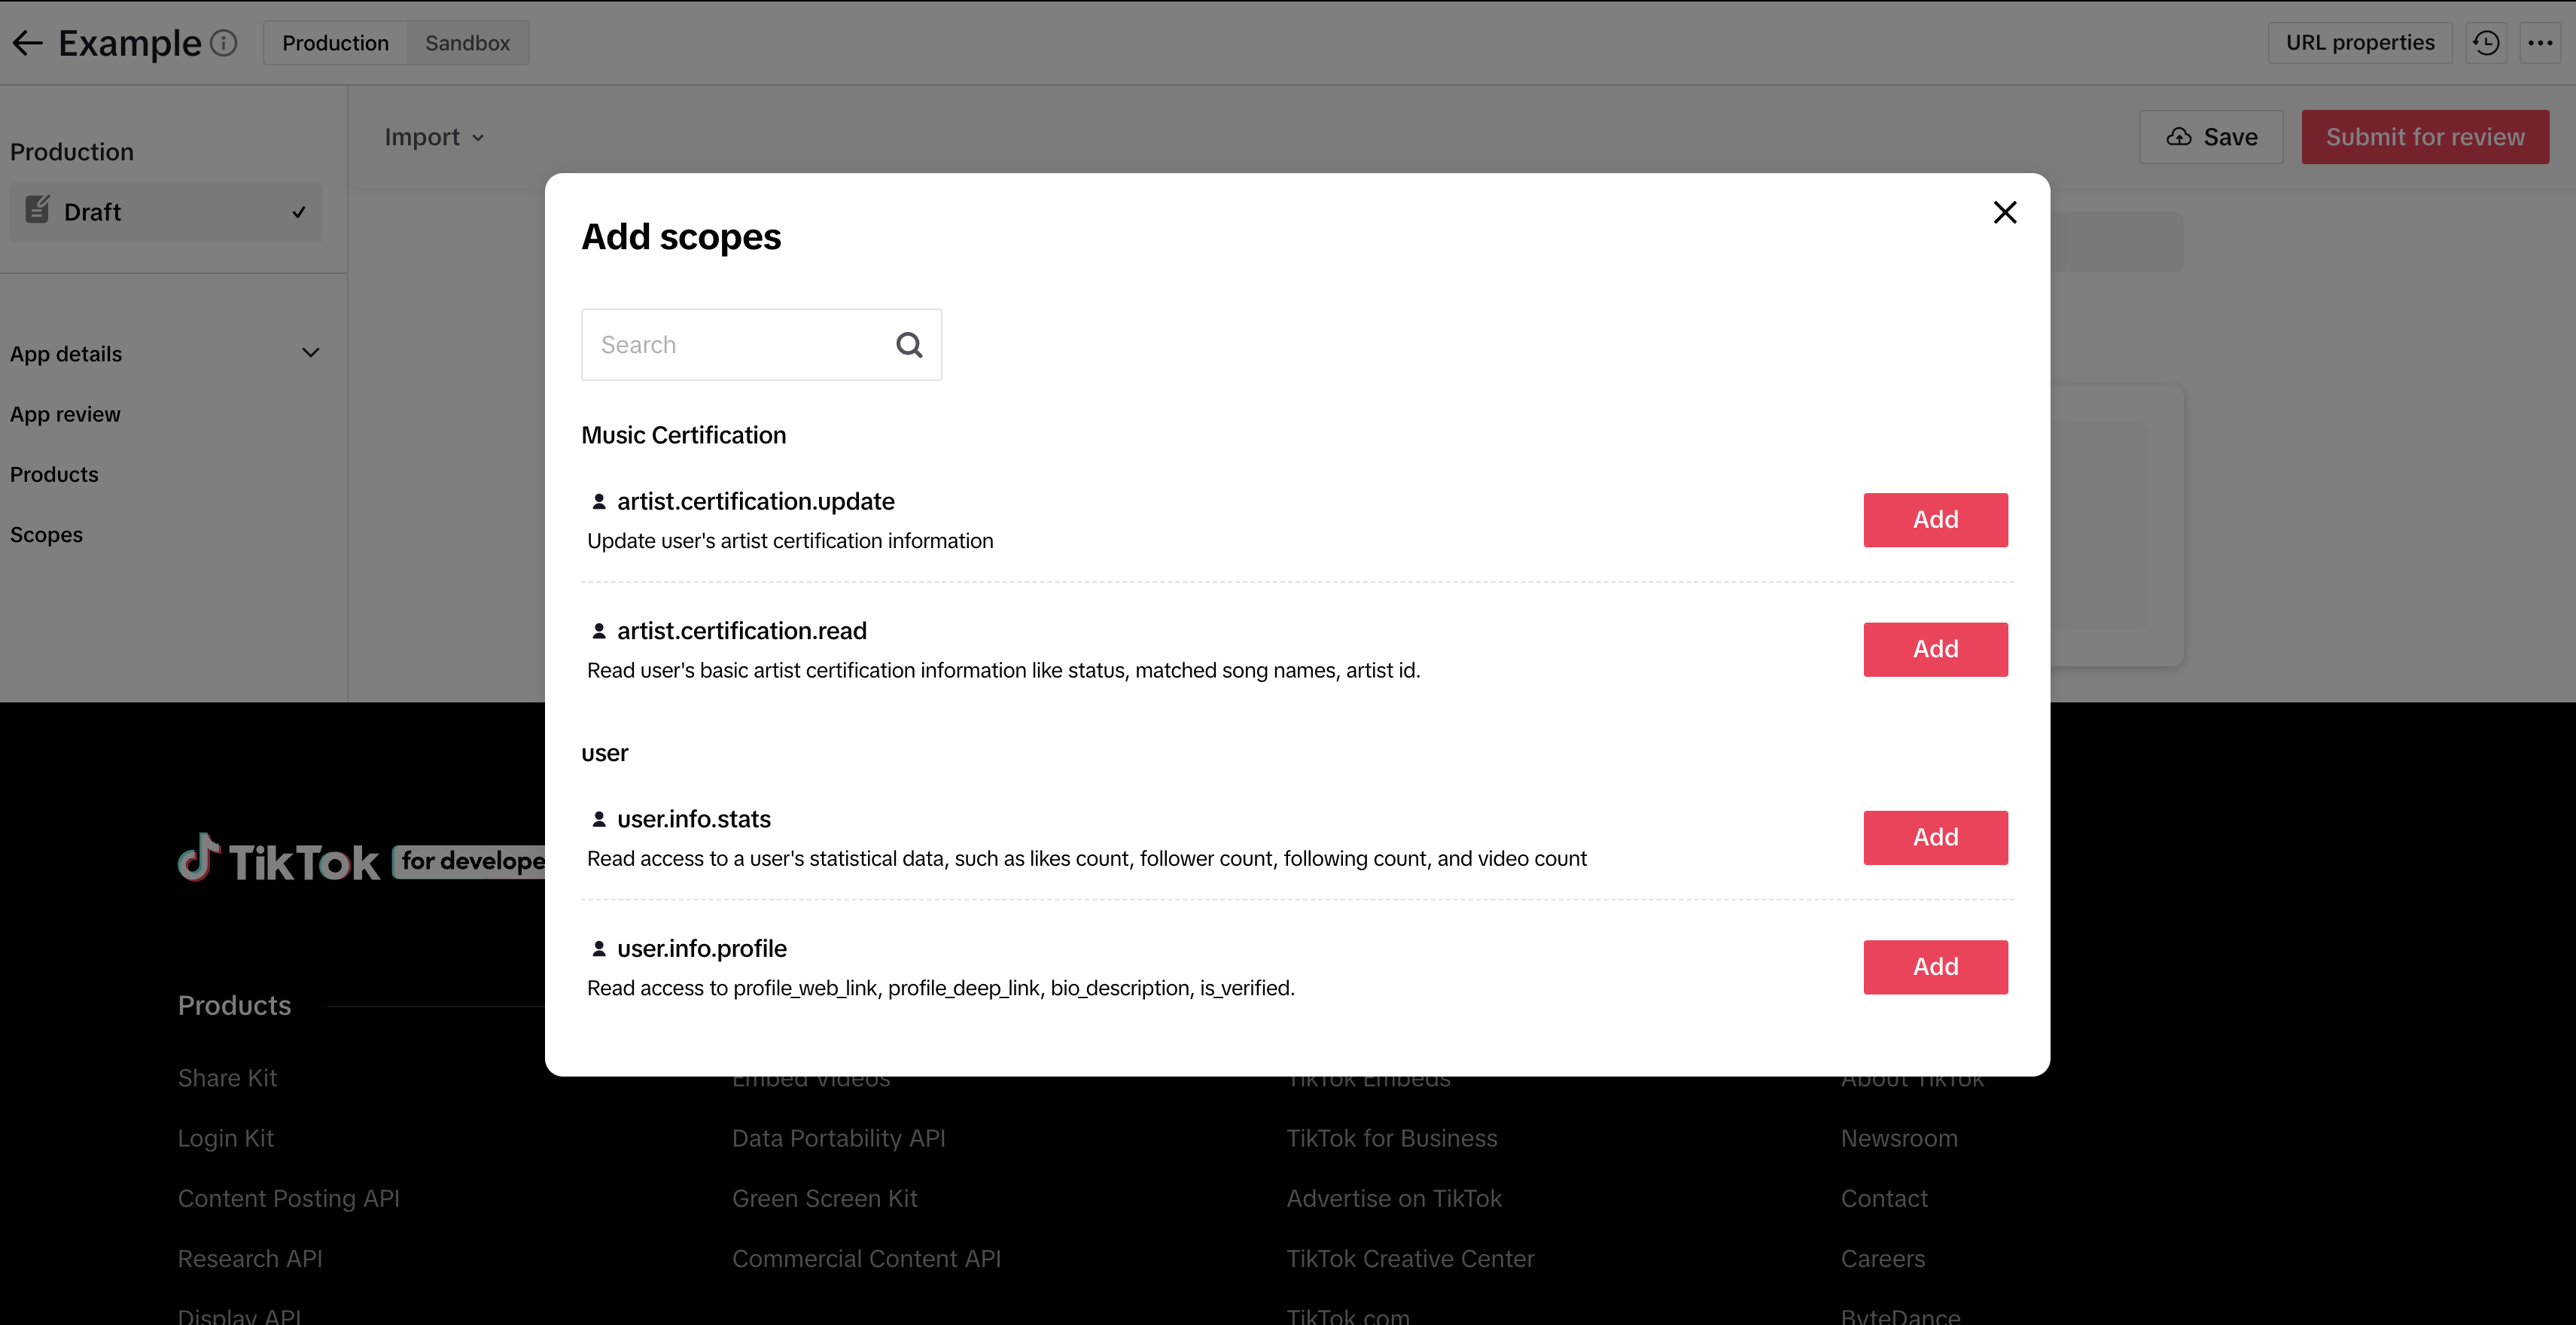 Example
Production
Sandbox
URL properties
Production
Import
Save
Submit for review
Draft
App details
App review
Products
Scopes
Add scopes
Search
Music Certification
artist.certification.update
Update user's artist certification information
Add
artist.certification.read
Read user's basic artist certification information like status, matched song names, artist id.
Add
user
user.info.stats
Read access to a user's statistical data, such as likes count, follower count, following count, and video count
Add
user.info.profile
Read access to profile_web_link, profile_deep_link, bio_description, is_verified.
Add
TikTok for develope
Products
Share Kit
Login Kit
Content Posting API
Research API
Display API
Embed Videos
Data Portability API
Green Screen Kit
Commercial Content API
TikTok Embeds
TikTok for Business
Advertise on TikTok
TikTok Creative Center
TikTok.com
About TikTok
Newsroom
Contact
Careers
ByteDance